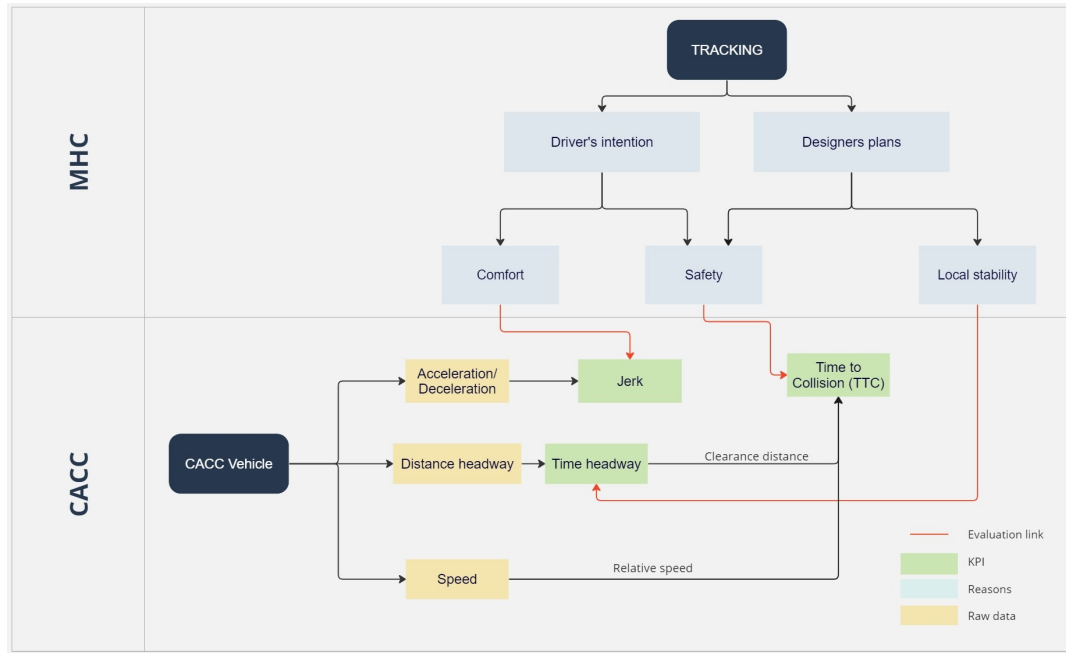 MHC
TRACKING
Driver's intention
Designers plans
Comfort
Safety
Local stability
CACC
CACC Vehicle
Acceleration/
Deceleration
Jerk
Time to
Collision (TTC)
Distance headway
Time headway
Clearance distance
Speed
Relative speed
Evaluation link
KPI
Reasons
Raw data